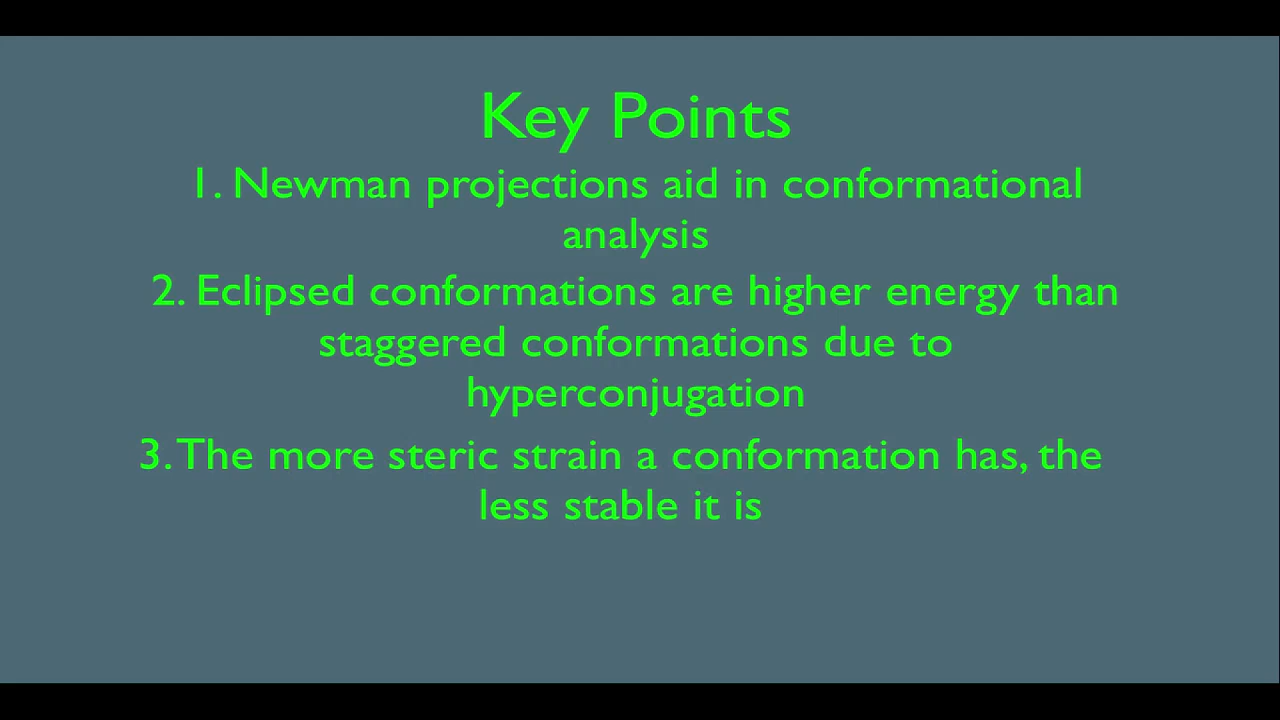 Key Points
1. Newman projections aid in conformational
analysis
2. Eclipsed conformations are higher energy than
staggered conformations due to
hyperconjugation
3. The more steric strain a conformation has, the
less stable it is